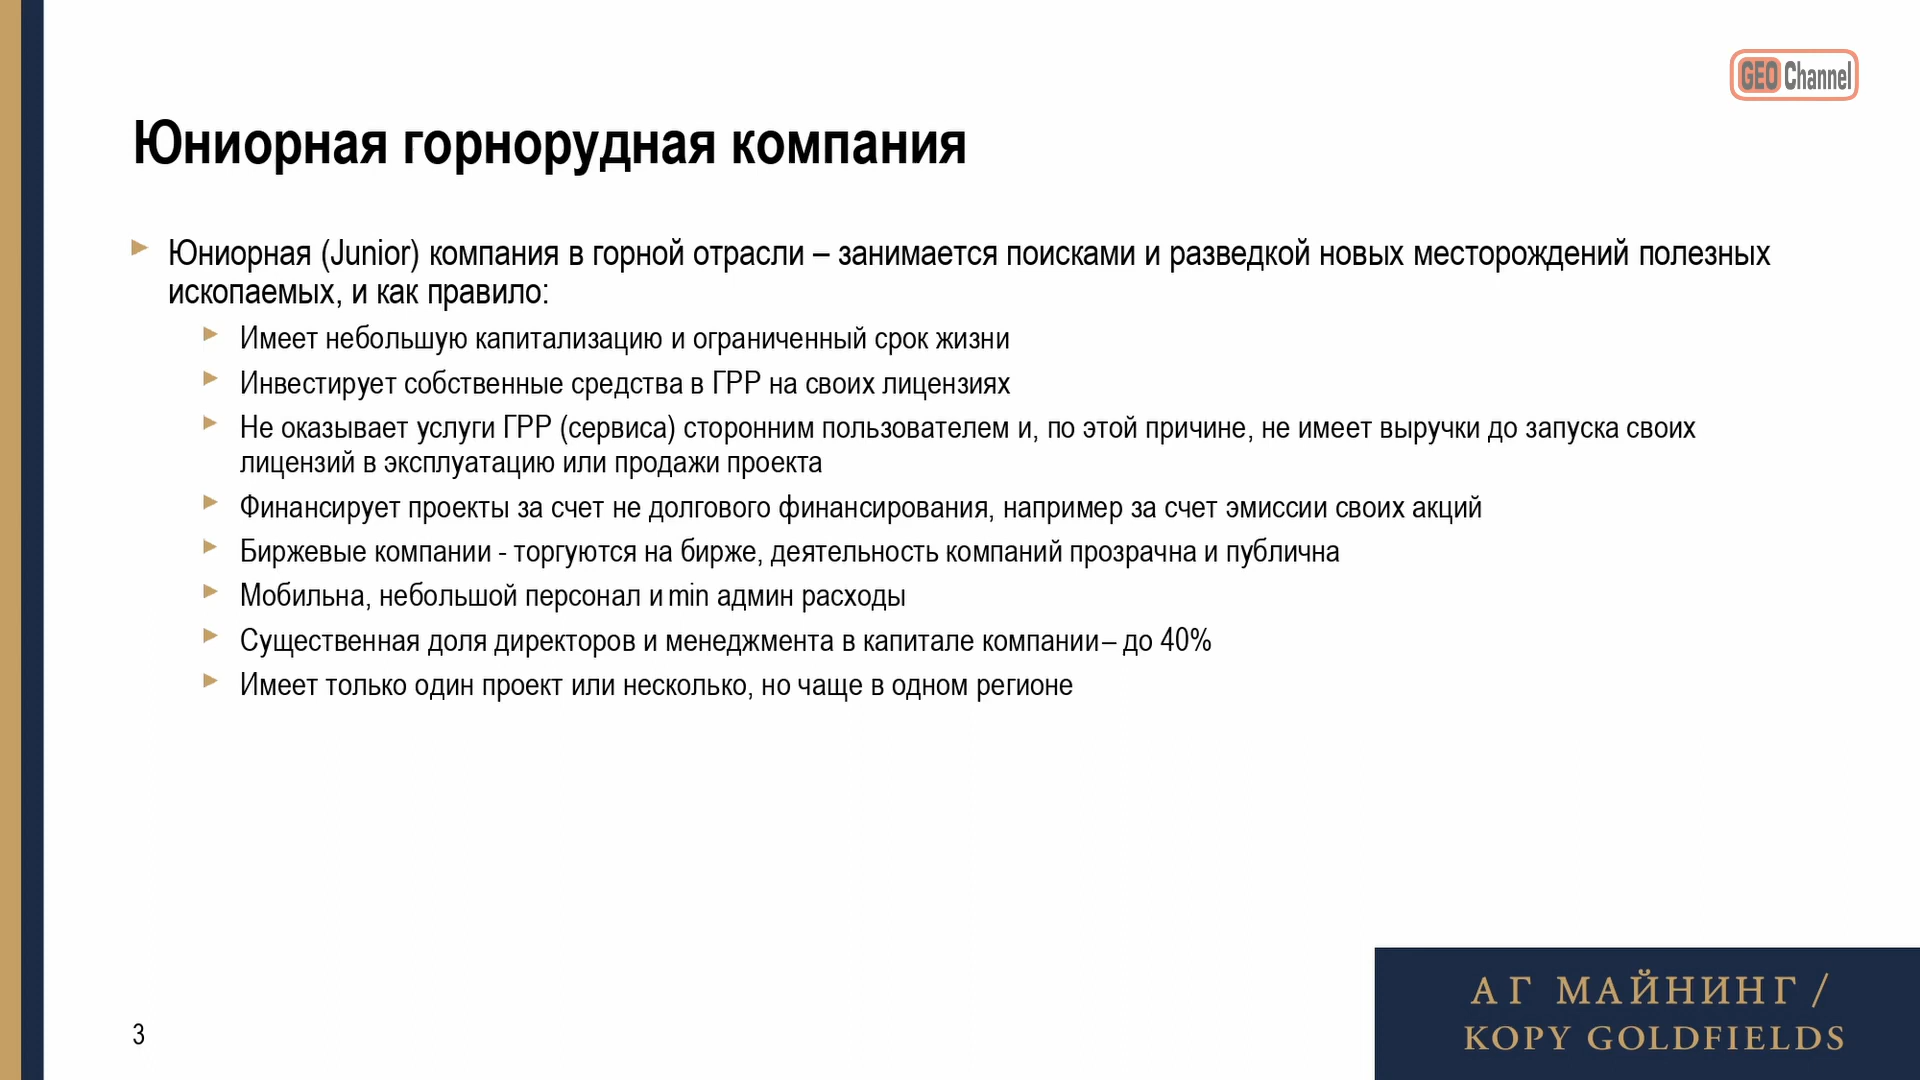 GEO Channel
Юниорная горнорудная компания
Юниорная (Junior) компания в горной отрасли – занимается поисками и разведкой новых месторождений полезных
ископаемых, и как правило:
Имеет небольшую капитализацию и ограниченный срок жизни
Инвестирует собственные средства в ГРР на своих лицензиях
Не оказывает услуги ГРР (сервиса) сторонним пользователем и, по этой причине, не имеет выручки до запуска своих
лицензий в эксплуатацию или продажи проекта
Финансирует проекты за счет не долгового финансирования, например за счет эмиссии своих акций
Биржевые компании - торгуются на бирже, деятельность компаний прозрачна и публична
Мобильна, небольшой персонал и min админ расходы
Существенная доля директоров и менеджмента в капитале компании – до 40%
Имеет только один проект или несколько, но чаще в одном регионе
3
АГ МАЙНИНГ /
KOPY GOLDFIELDS